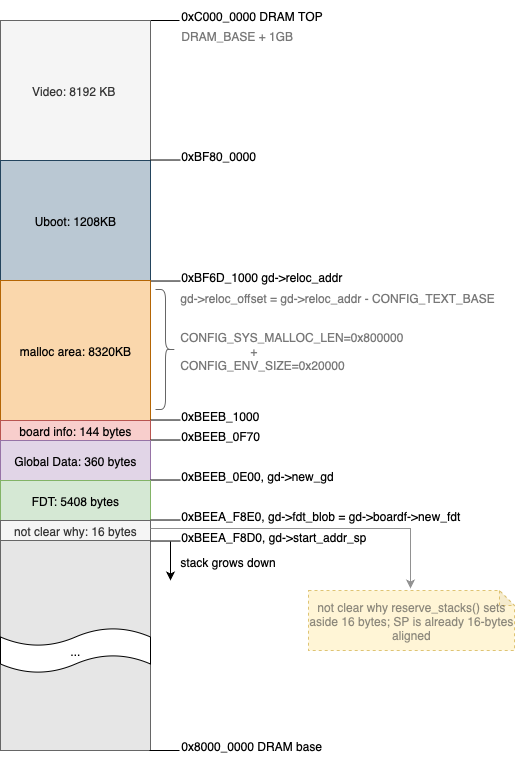 0xC000_0000 DRAM TOP
DRAM_BASE + 1GB
Video: 8192 KB
0xBF80_0000
Uboot: 1208KB
0xBF6D_1000 gd->reloc_addr
gd->reloc_offset = gd->reloc_addr - CONFIG_TEXT_BASE
CONFIG_SYS_MALLOC_LEN=0x800000
+
CONFIG_ENV_SIZE=0x20000
malloc area: 8320KB
0xBEEB_1000
board info: 144 bytes
0xBEEB_0F70
Global Data: 360 bytes
0xBEEB_0E00, gd->new_gd
FDT: 5408 bytes
0xBEEA_F8E0, gd->fdt_blob = gd->boardf->new_fdt
not clear why: 16 bytes
0xBEEA_F8D0, gd->start_addr_sp
stack grows down
not clear why reserve_stacks() sets
aside 16 bytes; SP is already 16-bytes
aligned
...
0x8000_0000 DRAM base